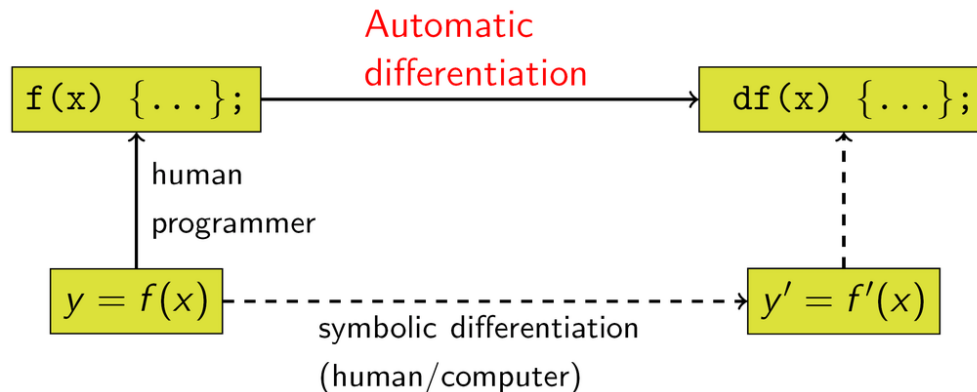 Automatic
differentiation
f(x) {...};
df(x) {...};
human
programmer
y = f(x)
y′ = f′(x)
symbolic differentiation
(human/computer)